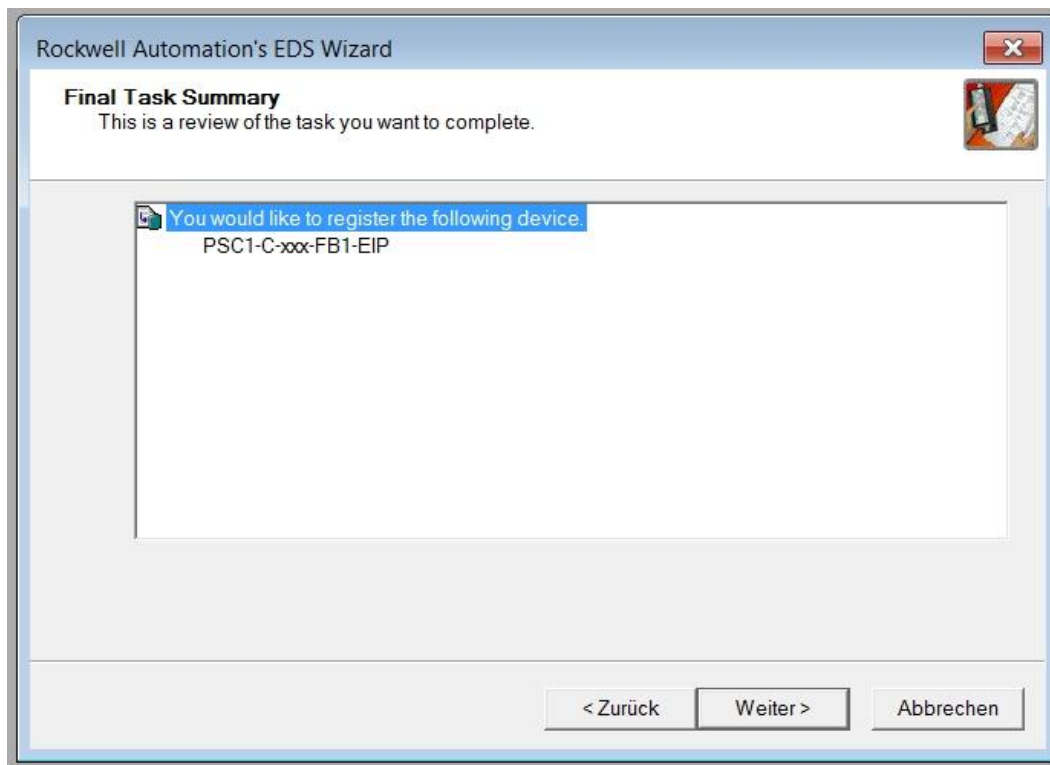 Rockwell Automation's EDS Wizard
Final Task Summary
This is a review of the task you want to complete.
You would like to register the following device.
PSC1-C-xxx-FB1-EIP
< Zurück
Weiter >
Abbrechen